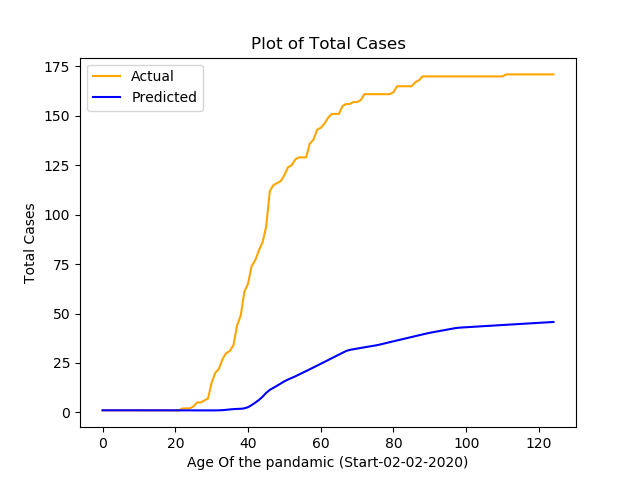 Plot of Total Cases
Actual
Predicted
175
150
125
100
75
50
25
0
Total Cases
0 20 40 60 80 100 120
Age Of the pandamic (Start-02-02-2020)